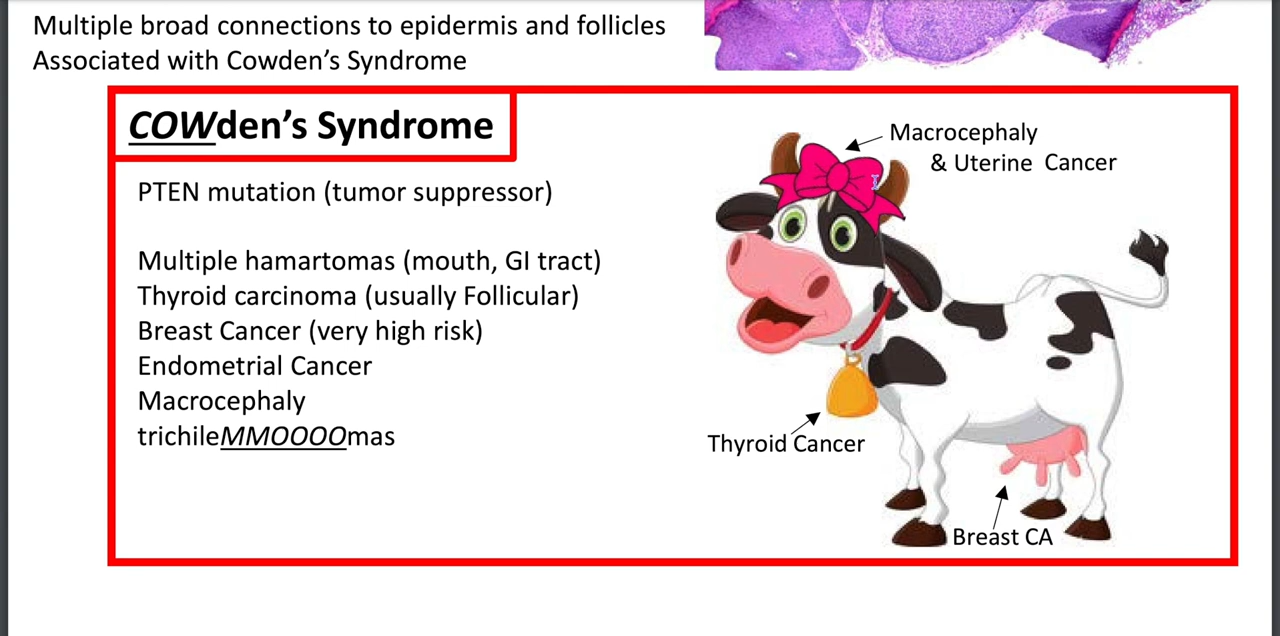 Multiple broad connections to epidermis and follicles
Associated with Cowden’s Syndrome
COWden’s Syndrome
PTEN mutation (tumor suppressor)
Multiple hamartomas (mouth, GI tract)
Thyroid carcinoma (usually Follicular)
Breast Cancer (very high risk)
Endometrial Cancer
Macrocephaly
trichileMMOOOOmas
Macrocephaly
& Uterine Cancer
Thyroid Cancer
Breast CA